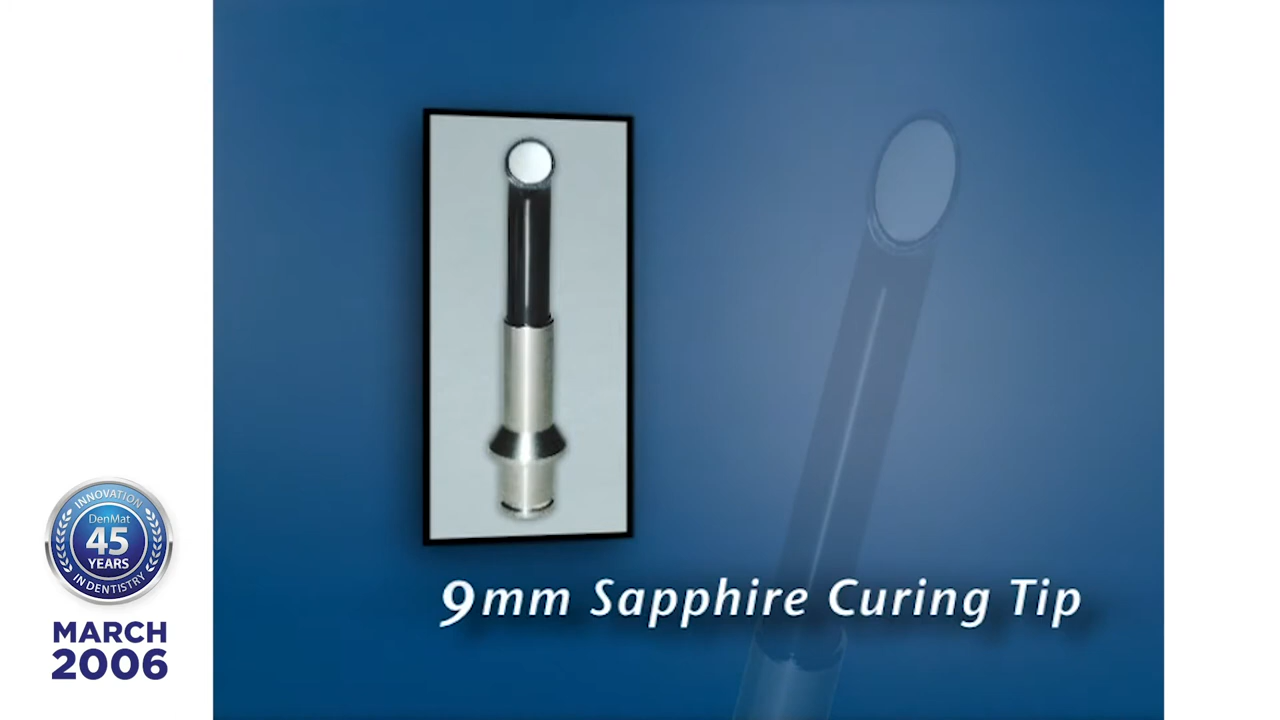 INNOVATION
DenMat
45
YEARS
IN DENTISTRY
MARCH
2006
9mm Sapphire Curing Tip